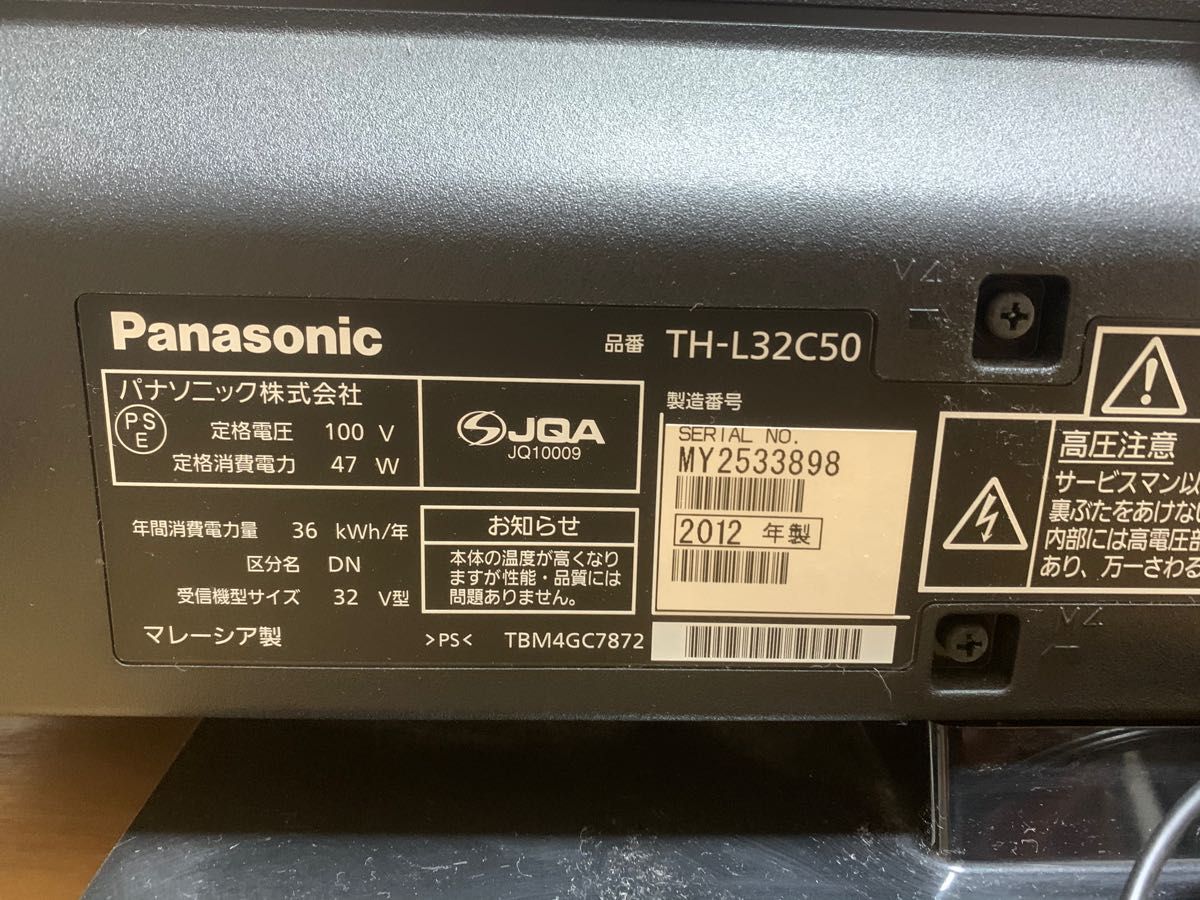 Panasonic
品番 TH-L32C50
パナソニック株式会社
PS
E
定格電圧 100 V
定格消費電力 47 W
JQA
JQ10009
年間消費電力量 36 kWh/年
区分名 DN
受信機型サイズ 32 V型
マレーシア製
お知らせ
本体の温度が高くなり
ますが性能・品質には
問題ありません。
>PS< TBM4GC7872
製造番号
SERIAL NO.
MY2533898
2012 年製
高圧注意
サービスマン以
裏ぶたをあけない
内部には高電圧部
あり、万一さわる